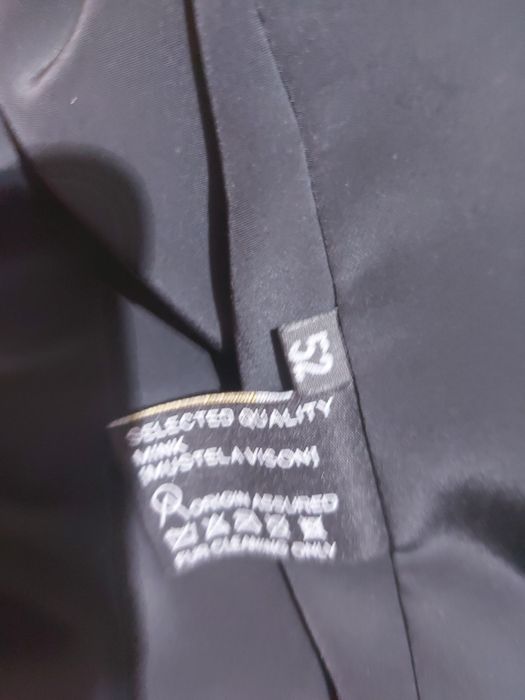 52
SELECTED QUALITY
MINK
(MUSTELA VISON)
ORIGIN ASSURED
FUR CLEANING ONLY